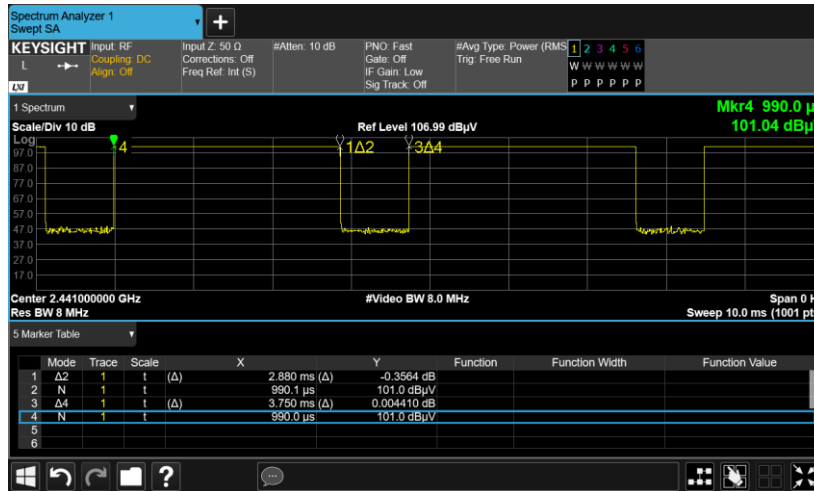 Spectrum Analyzer 1
Swept SA
KEYSIGHT Input: RF Input Z: 50 Ω #Atten: 10 dB PNO: Fast #Avg Type: Power (RMS 1 2 3 4 5 6
L Coupling: DC Corrections: Off Gate: Off Trig: Free Run W W W W W W
Align: Off Freq Ref: Int (S) IF Gain: Low
LXI Sig Track: Off P P P P P P
1 Spectrum Mkr4 990.0 µ
Scale/Div 10 dB Ref Level 106.99 dBµV 101.04 dBµ
Log
97.0 4 1Δ2 3Δ4
87.0
77.0
67.0
57.0
47.0
37.0
27.0
17.0
Center 2.441000000 GHz #Video BW 8.0 MHz Span 0 H
Res BW 8 MHz Sweep 10.0 ms (1001 pt
5 Marker Table
Mode Trace Scale X Y Function Function Width Function Value
1 Δ2 1 t (Δ) 2.880 ms (Δ) -0.3564 dB
2 N 1 t 990.1 µs 101.0 dBµV
3 Δ4 1 t (Δ) 3.750 ms (Δ) 0.004410 dB
4 N 1 t 990.0 µs 101.0 dBµV
5
6
?